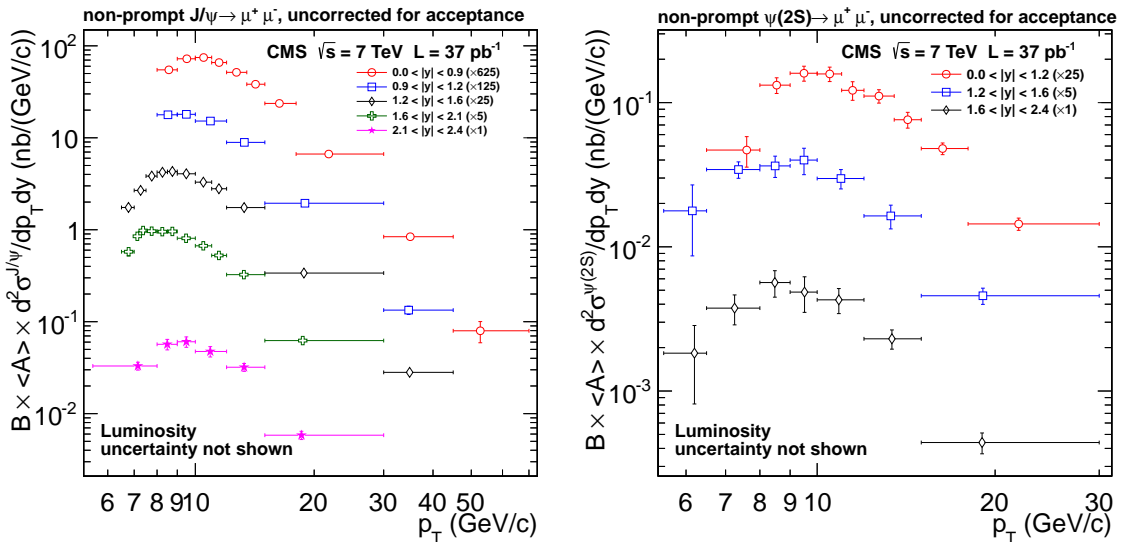 non-prompt J/ψ→ μ⁺ μ⁻, uncorrected for acceptance
CMS √s = 7 TeV L = 37 pb⁻¹
0.0 < |y| < 0.9 (×625)
0.9 < |y| < 1.2 (×125)
1.2 < |y| < 1.6 (×25)
1.6 < |y| < 2.1 (×5)
2.1 < |y| < 2.4 (×1)
B × <A> × d²σ^J/ψ/dp_T dy (nb/(GeV/c))
10²
10
1
10⁻¹
10⁻²
Luminosity
uncertainty not shown
6 7 8 9 10 20 30 40 50
p_T (GeV/c)
non-prompt ψ(2S)→ μ⁺ μ⁻, uncorrected for acceptance
CMS √s = 7 TeV L = 37 pb⁻¹
0.0 < |y| < 1.2 (×25)
1.2 < |y| < 1.6 (×5)
1.6 < |y| < 2.4 (×1)
B × <A> × d²σ^ψ(2S)/dp_T dy (nb/(GeV/c))
10⁻¹
10⁻²
10⁻³
Luminosity
uncertainty not shown
6 7 8 9 10 20 30
p_T (GeV/c)